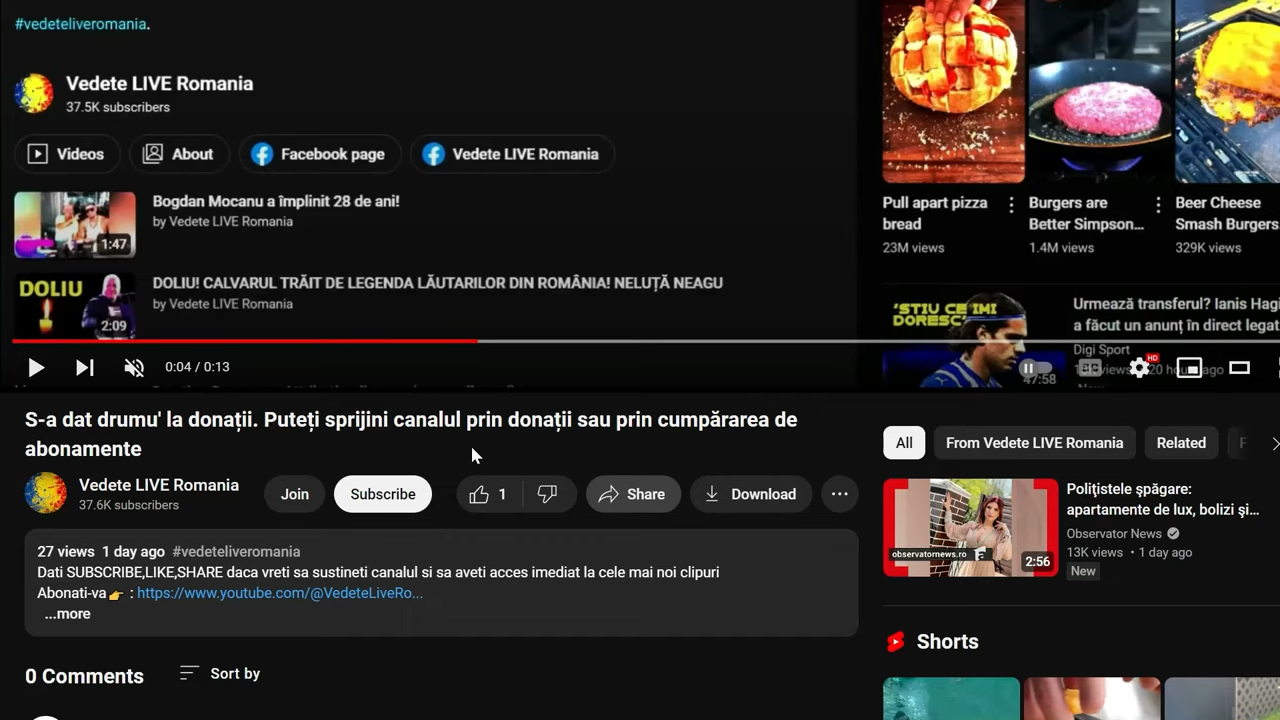 #vedeteliveromania.
Vedete LIVE Romania
37.5K subscribers
Videos
About
Facebook page
Vedete LIVE Romania
Bogdan Mocanu a împlinit 28 de ani!
by Vedete LIVE Romania
1:47
DOLIU! CALVARUL TRĂIT DE LEGENDA LĂUTARILOR DIN ROMÂNIA! NELUȚĂ NEAGU
by Vedete LIVE Romania
DOLIU
2:09
0:04 / 0:13
HD
Pull apart pizza
bread
23M views
Burgers are
Better Simpson...
1.4M views
Beer Cheese
Smash Burgers
329K views
'STIU CE IMI
DORESC'
47:58
Urmează transferul? Ianis Hagi
a făcut un anunț în direct legat
Digi Sport
S-a dat drumu' la donații. Puteți sprijini canalul prin donații sau prin cumpărarea de
abonamente
Vedete LIVE Romania
37.6K subscribers
Join
Subscribe
1
Share
Download
27 views 1 day ago #vedeteliveromania
Dati SUBSCRIBE,LIKE,SHARE daca vreti sa sustineti canalul si sa aveti acces imediat la cele mai noi clipuri
Abonati-va👉 : https://www.youtube.com/@VedeteLiveRo...
...more
0 Comments
Sort by
All
From Vedete LIVE Romania
Related
observatornews.ro
2:56
Polițistele șpăgare:
apartamente de lux, bolizi și...
Observator News
13K views • 1 day ago
New
Shorts